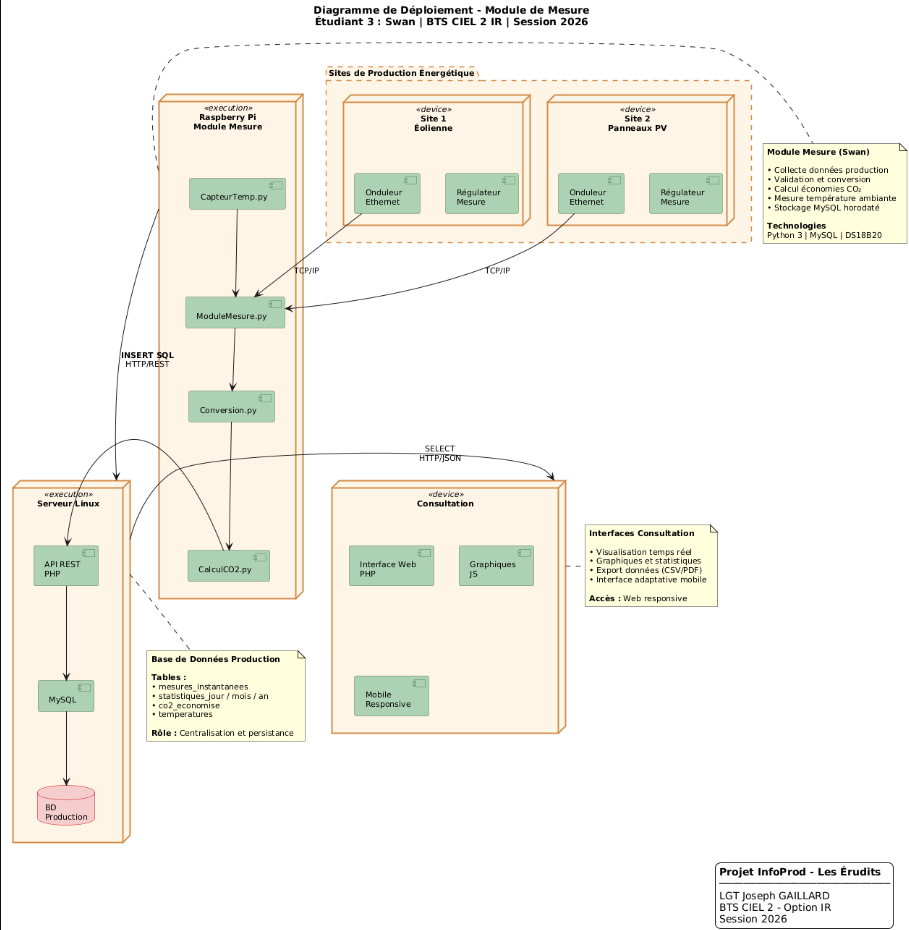 Diagramme de Déploiement - Module de Mesure
Étudiant 3 : Swan | BTS CIEL 2 IR | Session 2026
Sites de Production Énergétique
«execution»
Raspberry Pi
Module Mesure
«device»
Site 1
Éolienne
«device»
Site 2
Panneaux PV
Module Mesure (Swan)
• Collecte données production
• Validation et conversion
• Calcul économies CO₂
• Mesure température ambiante
• Stockage MySQL horodaté
Technologies
Python 3 | MySQL | DS18B20
CapteurTemp.py
Onduleur
Ethernet
Régulateur
Mesure
Onduleur
Ethernet
Régulateur
Mesure
TCP/IP
TCP/IP
ModuleMesure.py
INSERT SQL
HTTP/REST
Conversion.py
SELECT
HTTP/JSON
«execution»
Serveur Linux
«device»
Consultation
API REST
PHP
CalculCO2.py
Interface Web
PHP
Graphiques
JS
Interfaces Consultation
• Visualisation temps réel
• Graphiques et statistiques
• Export données (CSV/PDF)
• Interface adaptative mobile
Accès : Web responsive
MySQL
Base de Données Production
Tables :
• mesures_instantanees
• statistiques_jour / mois / an
• co2_economise
• temperatures
Rôle : Centralisation et persistance
Mobile
Responsive
BD
Production
Projet InfoProd - Les Érudits
LGT Joseph GAILLARD
BTS CIEL 2 - Option IR
Session 2026